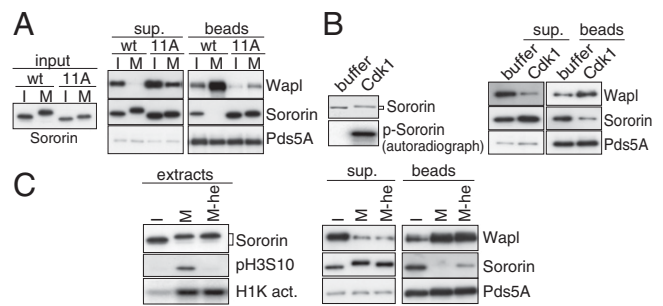 A
input
wt 11A
I M I M
Sororin
sup. beads
wt 11A wt 11A
I M I M I M I M
Wapl
Sororin
Pds5A
B
buffer Cdk1
Sororin
p-Sororin
(autoradiograph)
sup. beads
buffer Cdk1 buffer Cdk1
Wapl
Sororin
Pds5A
C
extracts
I M M-he
Sororin
pH3S10
H1K act.
sup. beads
I M M-he I M M-he
Wapl
Sororin
Pds5A